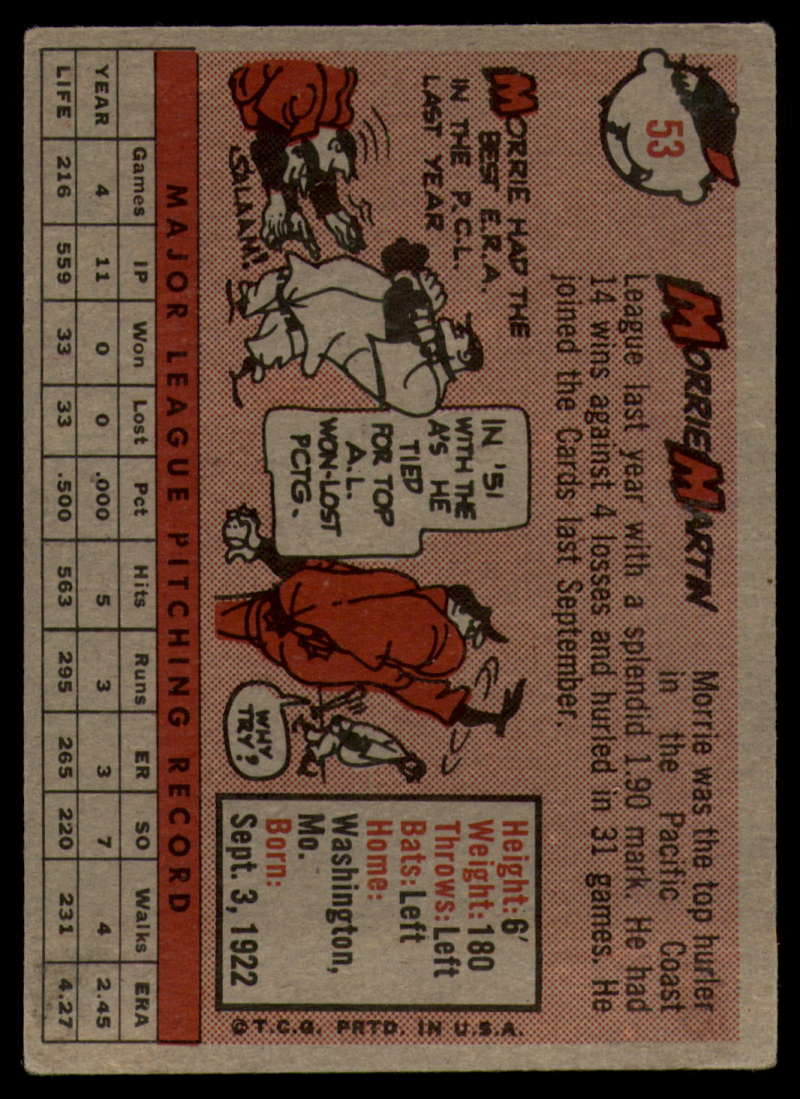 53
MORRIE MARTIN
Morrie was the top hurler
in the Pacific Coast
League last year with a splendid 1.90 mark. He had
14 wins against 4 losses and hurled in 31 games. He
joined the Cards last September.
MORRIE HAD THE
BEST E.R.A.
IN THE P.C.L.
LAST YEAR
'SALAAM!
IN '51
WITH THE
A'S HE
TIED
FOR TOP
A.L.
WON-LOST
PCTG.
WHY
TRY?
Height: 6'
Weight: 180
Throws: Left
Bats: Left
Home:
Washington,
Mo.
Born:
Sept. 3, 1922
©T.C.G. PRTD. IN U.S.A.
MAJOR LEAGUE PITCHING RECORD
Games IP Won Lost Pct Hits Runs ER SO Walks ERA
YEAR 4 11 0 0 .000 5 3 3 7 4 2.45
LIFE 216 559 33 33 .500 563 295 265 220 231 4.27